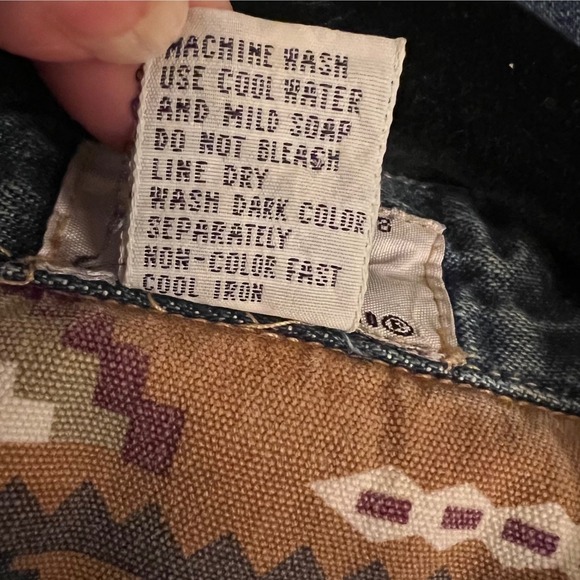 MACHINE WASH
USE COOL WATER
AND MILD SOAP
DO NOT BLEACH
LINE DRY
WASH DARK COLOR
SEPARATELY
NON-COLOR FAST
COOL IRON
8
®